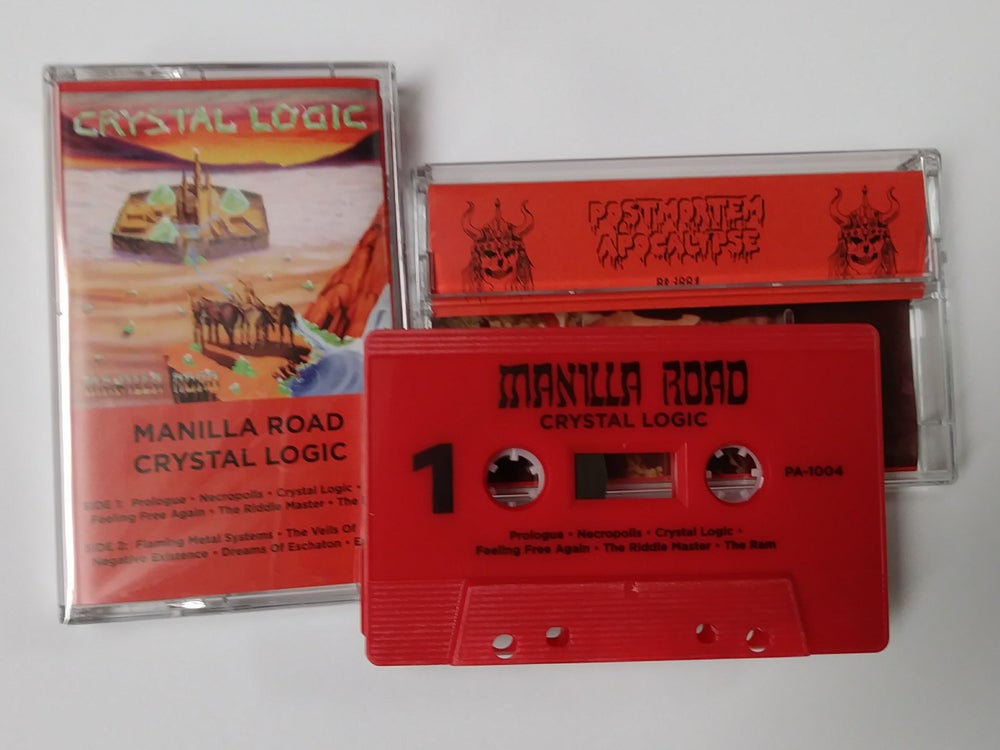 CRYSTAL LOGIC
MANILLA ROAD
MANILLA ROAD
CRYSTAL LOGIC
SIDE 1: Prologue • Necropolis • Crystal Logic •
Feeling Free Again • The Riddle Master • The
SIDE 2: Flaming Metal Systems • The Veils Of
Negative Existence • Dreams Of Eschaton •
POSTMORTEM
APOCALYPSE
MANILLA ROAD
CRYSTAL LOGIC
1
PA-1004
Prologue • Necropolis • Crystal Logic •
Feeling Free Again • The Riddle Master • The Ram